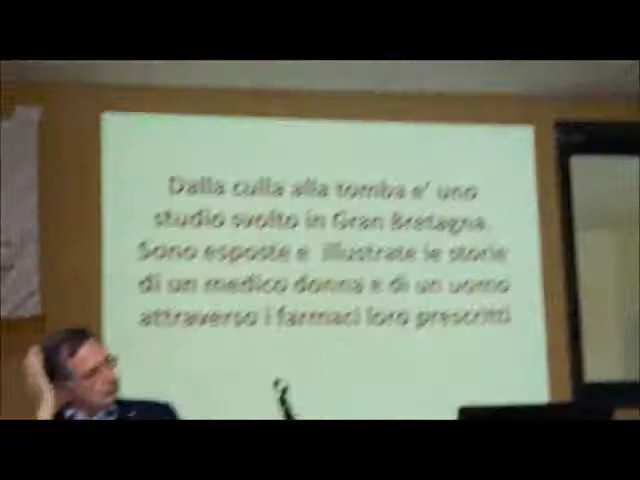 Dalla culla alla tomba e' uno
studio svolto in Gran Bretagna.
Sono esposte e illustrate le storie
di un medico donna e di un uomo
attraverso i farmaci loro prescritti